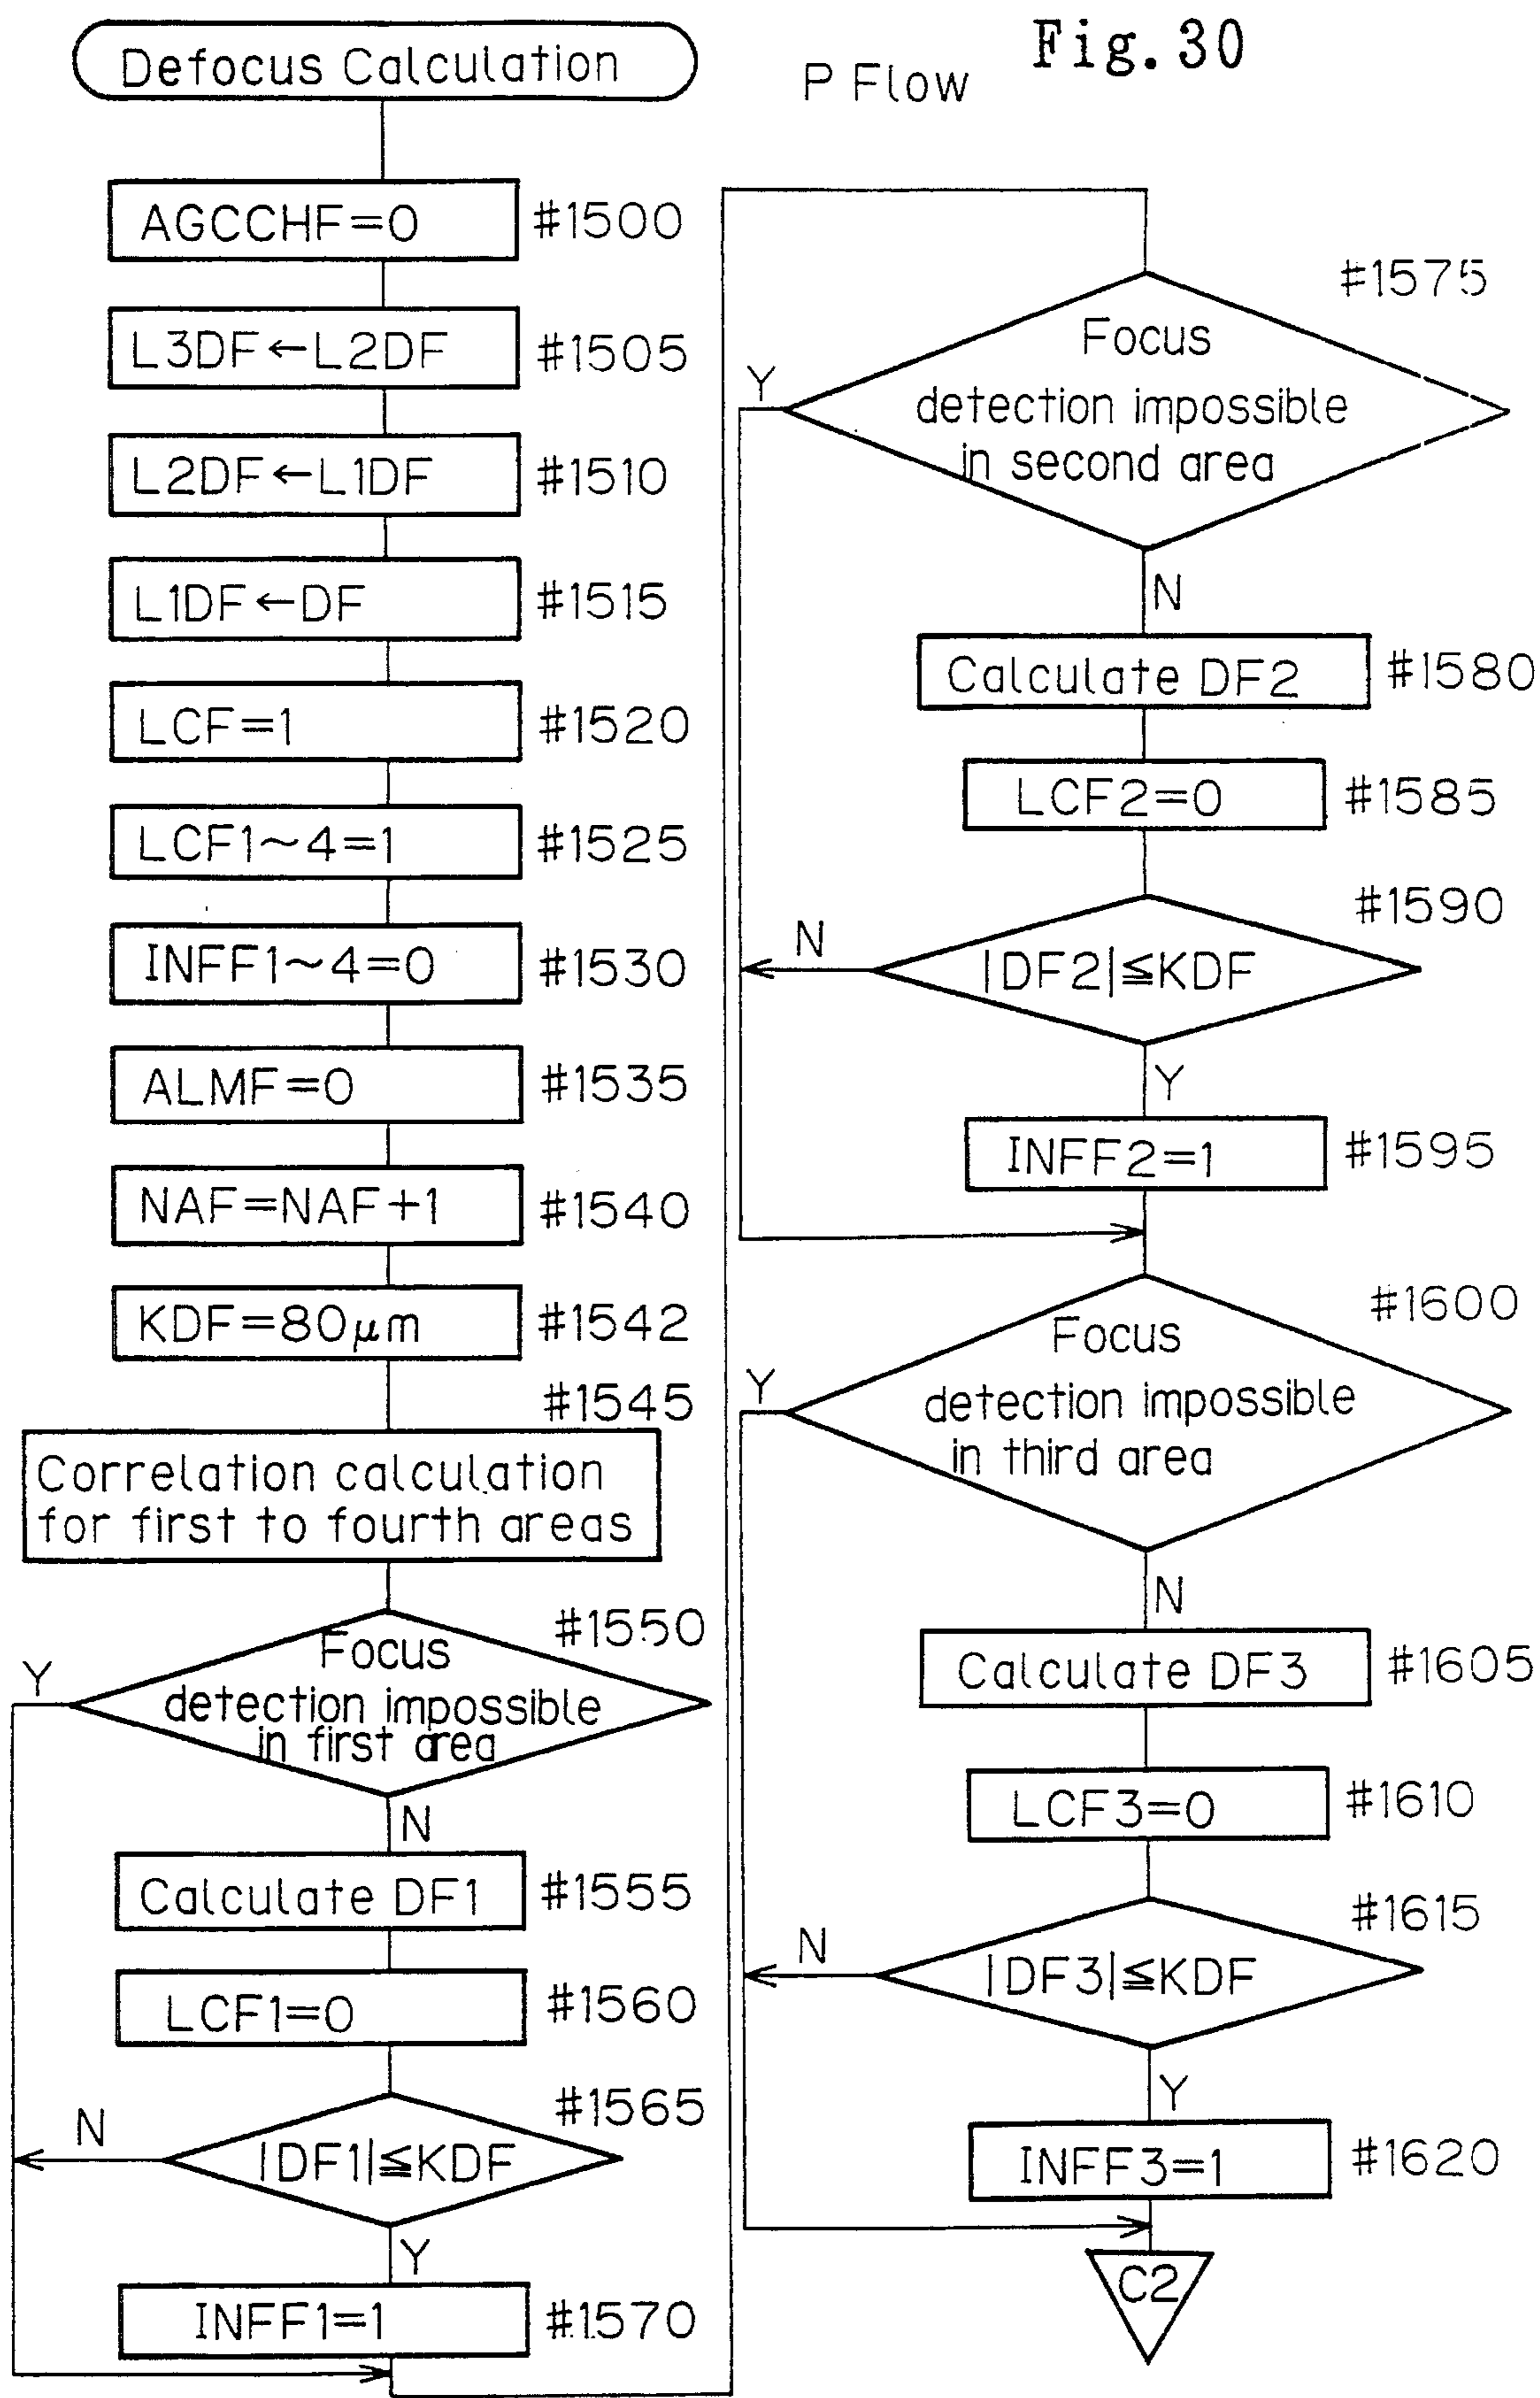 Fig. 30
P Flow
Defocus Calculation
AGCCHF=0 #1500
L3DF←L2DF #1505
L2DF←L1DF #1510
L1DF←DF #1515
LCF=1 #1520
LCF1~4=1 #1525
INFF1~4=0 #1530
ALMF=0 #1535
NAF=NAF+1 #1540
KDF=80μm #1542
#1545
Correlation calculation
for first to fourth areas
#1550
Focus
detection impossible
in first area
Y
N
Calculate DF1 #1555
LCF1=0 #1560
#1565
|DF1|≦KDF
N
Y
INFF1=1 #1570
#1575
Focus
detection impossible
in second area
Y
N
Calculate DF2 #1580
LCF2=0 #1585
#1590
|DF2|≦KDF
N
Y
INFF2=1 #1595
#1600
Focus
detection impossible
in third area
Y
N
Calculate DF3 #1605
LCF3=0 #1610
#1615
|DF3|≦KDF
N
Y
INFF3=1 #1620
C2